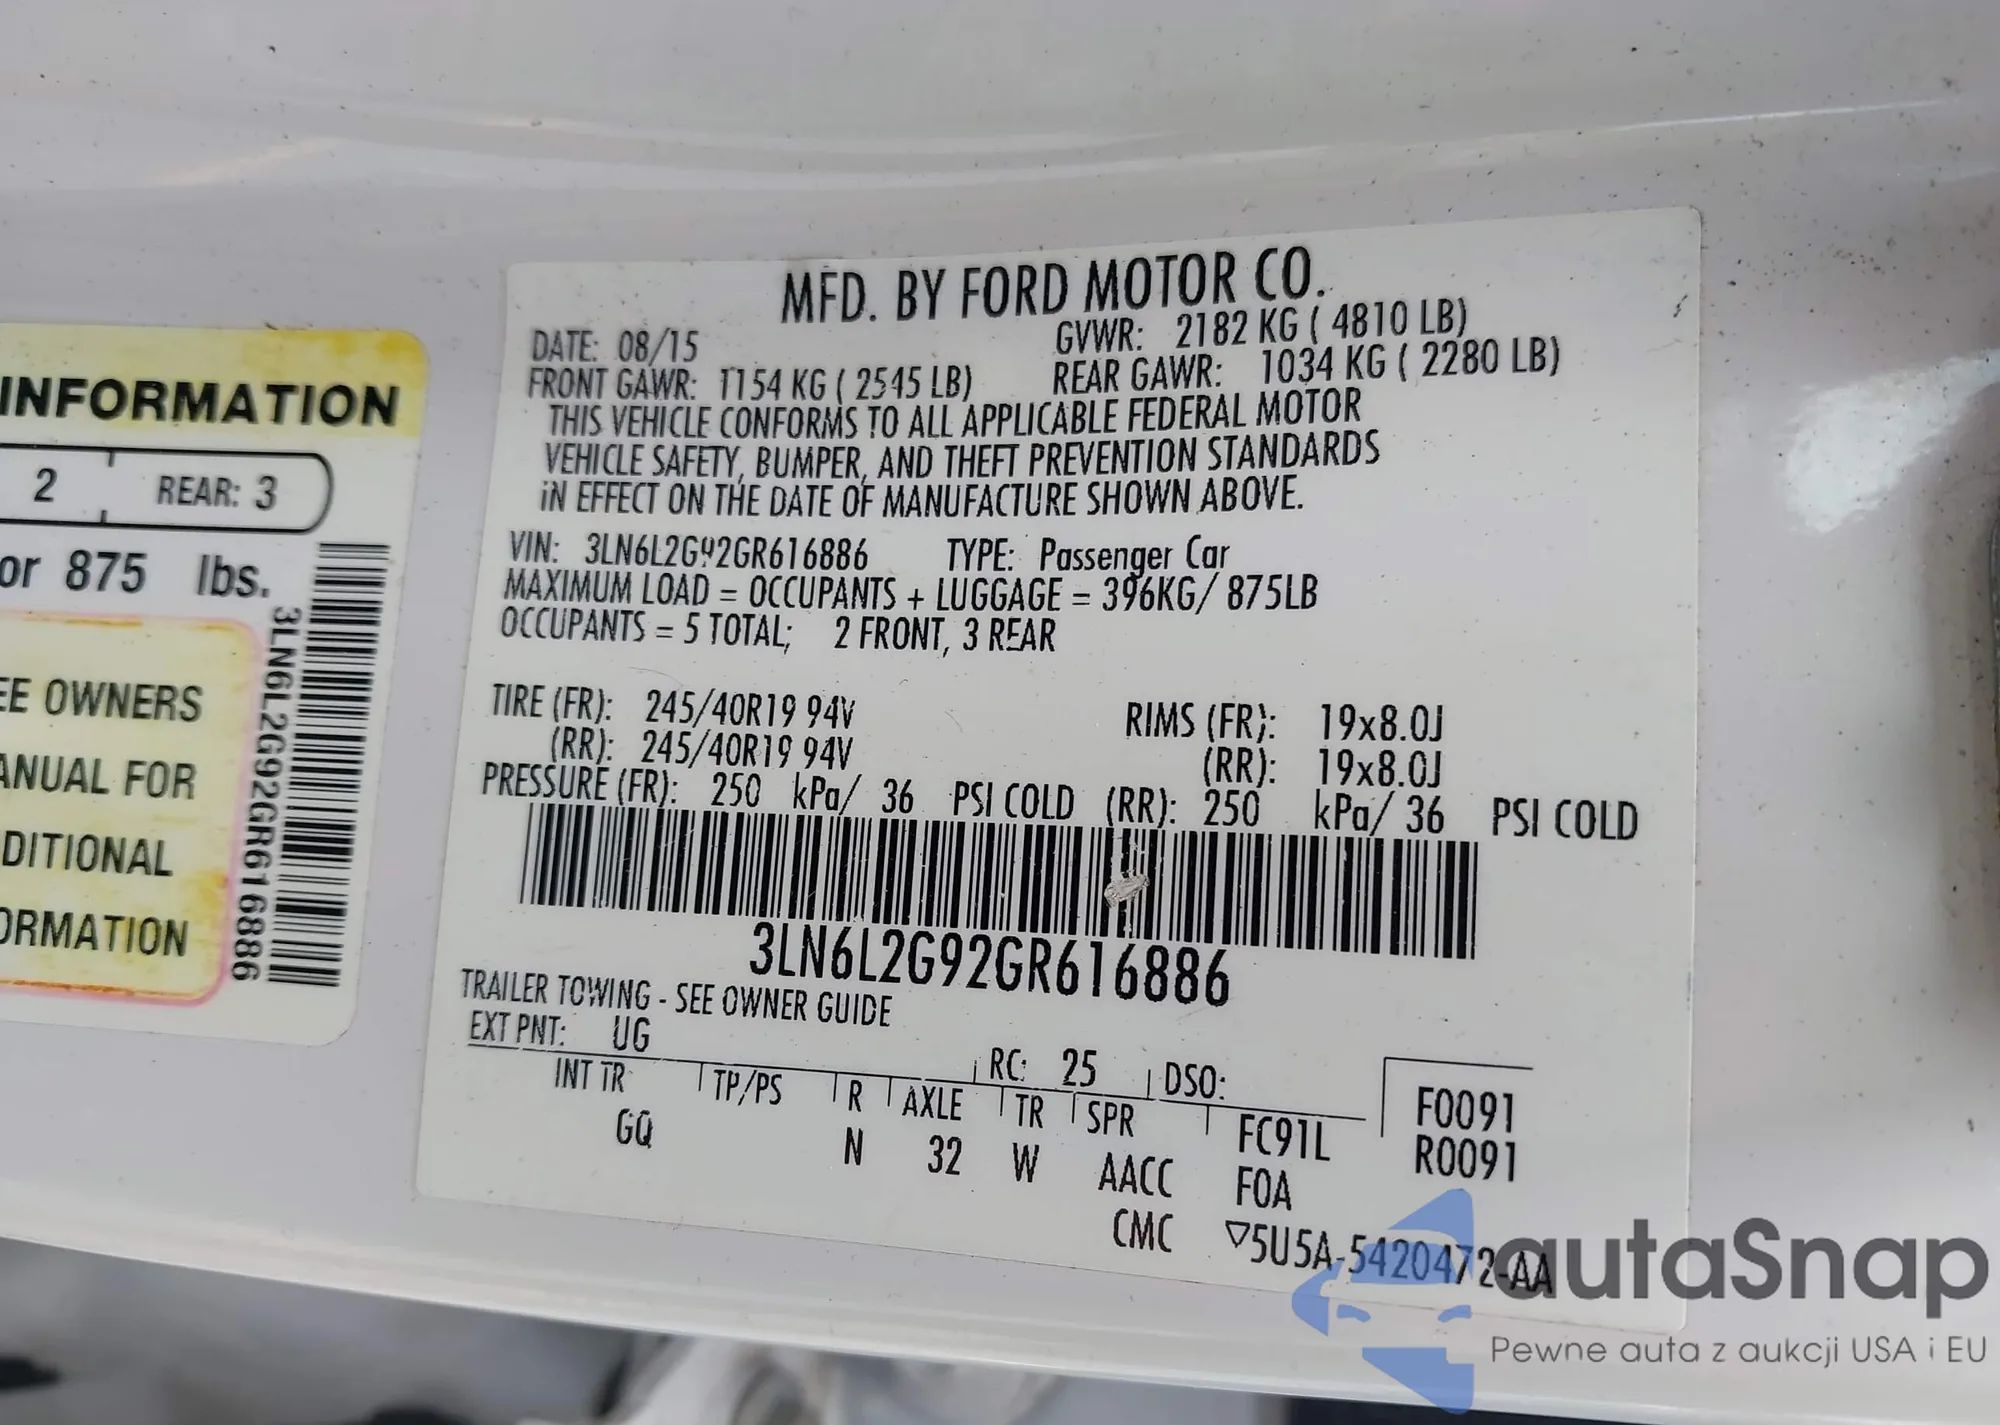 INFORMATION
2 REAR: 3
or 875 lbs.
EE OWNERS
ANUAL FOR
DITIONAL
ORMATION
3LN6L2G92GR616886
MFD. BY FORD MOTOR CO.
DATE: 08/15 GVWR: 2182 KG ( 4810 LB)
FRONT GAWR: 1154 KG ( 2545 LB) REAR GAWR: 1034 KG ( 2280 LB)
THIS VEHICLE CONFORMS TO ALL APPLICABLE FEDERAL MOTOR
VEHICLE SAFETY, BUMPER, AND THEFT PREVENTION STANDARDS
IN EFFECT ON THE DATE OF MANUFACTURE SHOWN ABOVE.
VIN: 3LN6L2G92GR616886 TYPE: Passenger Car
MAXIMUM LOAD = OCCUPANTS + LUGGAGE = 396KG/ 875LB
OCCUPANTS = 5 TOTAL; 2 FRONT, 3 REAR
TIRE (FR): 245/40R19 94V RIMS (FR): 19x8.0J
(RR): 245/40R19 94V (RR): 19x8.0J
PRESSURE (FR): 250 kPa/ 36 PSI COLD (RR): 250 kPa/ 36 PSI COLD
3LN6L2G92GR616886
TRAILER TOWING - SEE OWNER GUIDE
EXT PNT: UG RC: 25 DSO:
INT TR TP/PS R AXLE TR SPR FC91L F0091
GQ N 32 W AACC F0A R0091
CMC ▽5U5A-5420472-AA
autaSnap
Pewne auta z aukcji USA i EU